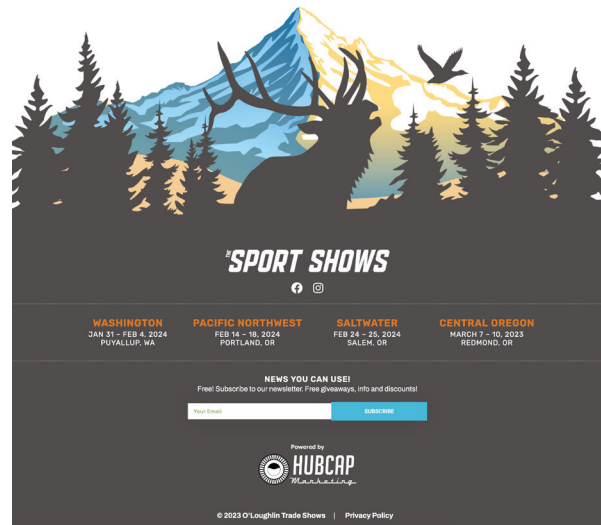 THE SPORT SHOWS
WASHINGTON
JAN 31 – FEB 4, 2024
PUYALLUP, WA
PACIFIC NORTHWEST
FEB 14 – 18, 2024
PORTLAND, OR
SALTWATER
FEB 24 – 25, 2024
SALEM, OR
CENTRAL OREGON
MARCH 7 – 10, 2023
REDMOND, OR
NEWS YOU CAN USE!
Free! Subscribe to our newsletter. Free giveaways, info and discounts!
Your Email
SUBSCRIBE
Powered by
HUBCAP
Marketing
© 2023 O'Loughlin Trade Shows | Privacy Policy